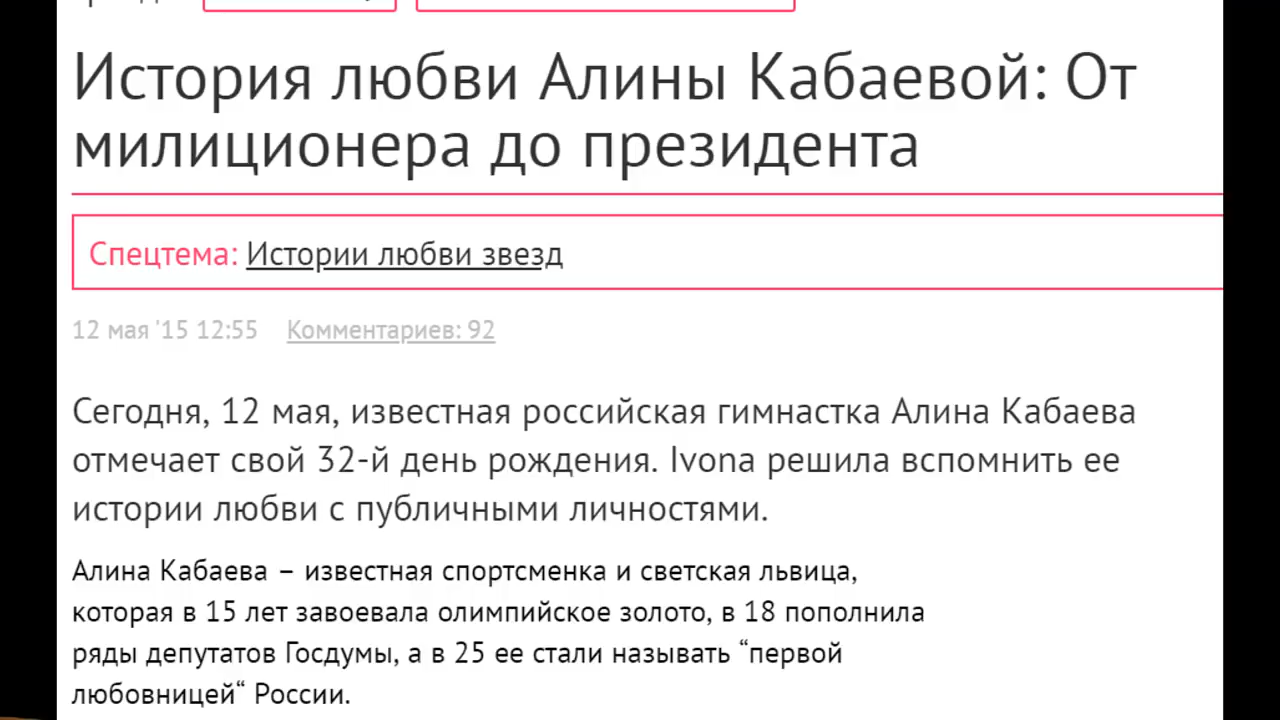 История любви Алины Кабаевой: От
милиционера до президента
Спецтема: Истории любви звезд
12 мая '15 12:55 Комментариев: 92
Сегодня, 12 мая, известная российская гимнастка Алина Кабаева
отмечает свой 32-й день рождения. Ivona решила вспомнить ее
истории любви с публичными личностями.
Алина Кабаева – известная спортсменка и светская львица,
которая в 15 лет завоевала олимпийское золото, в 18 пополнила
ряды депутатов Госдумы, а в 25 ее стали называть “первой
любовницей“ России.